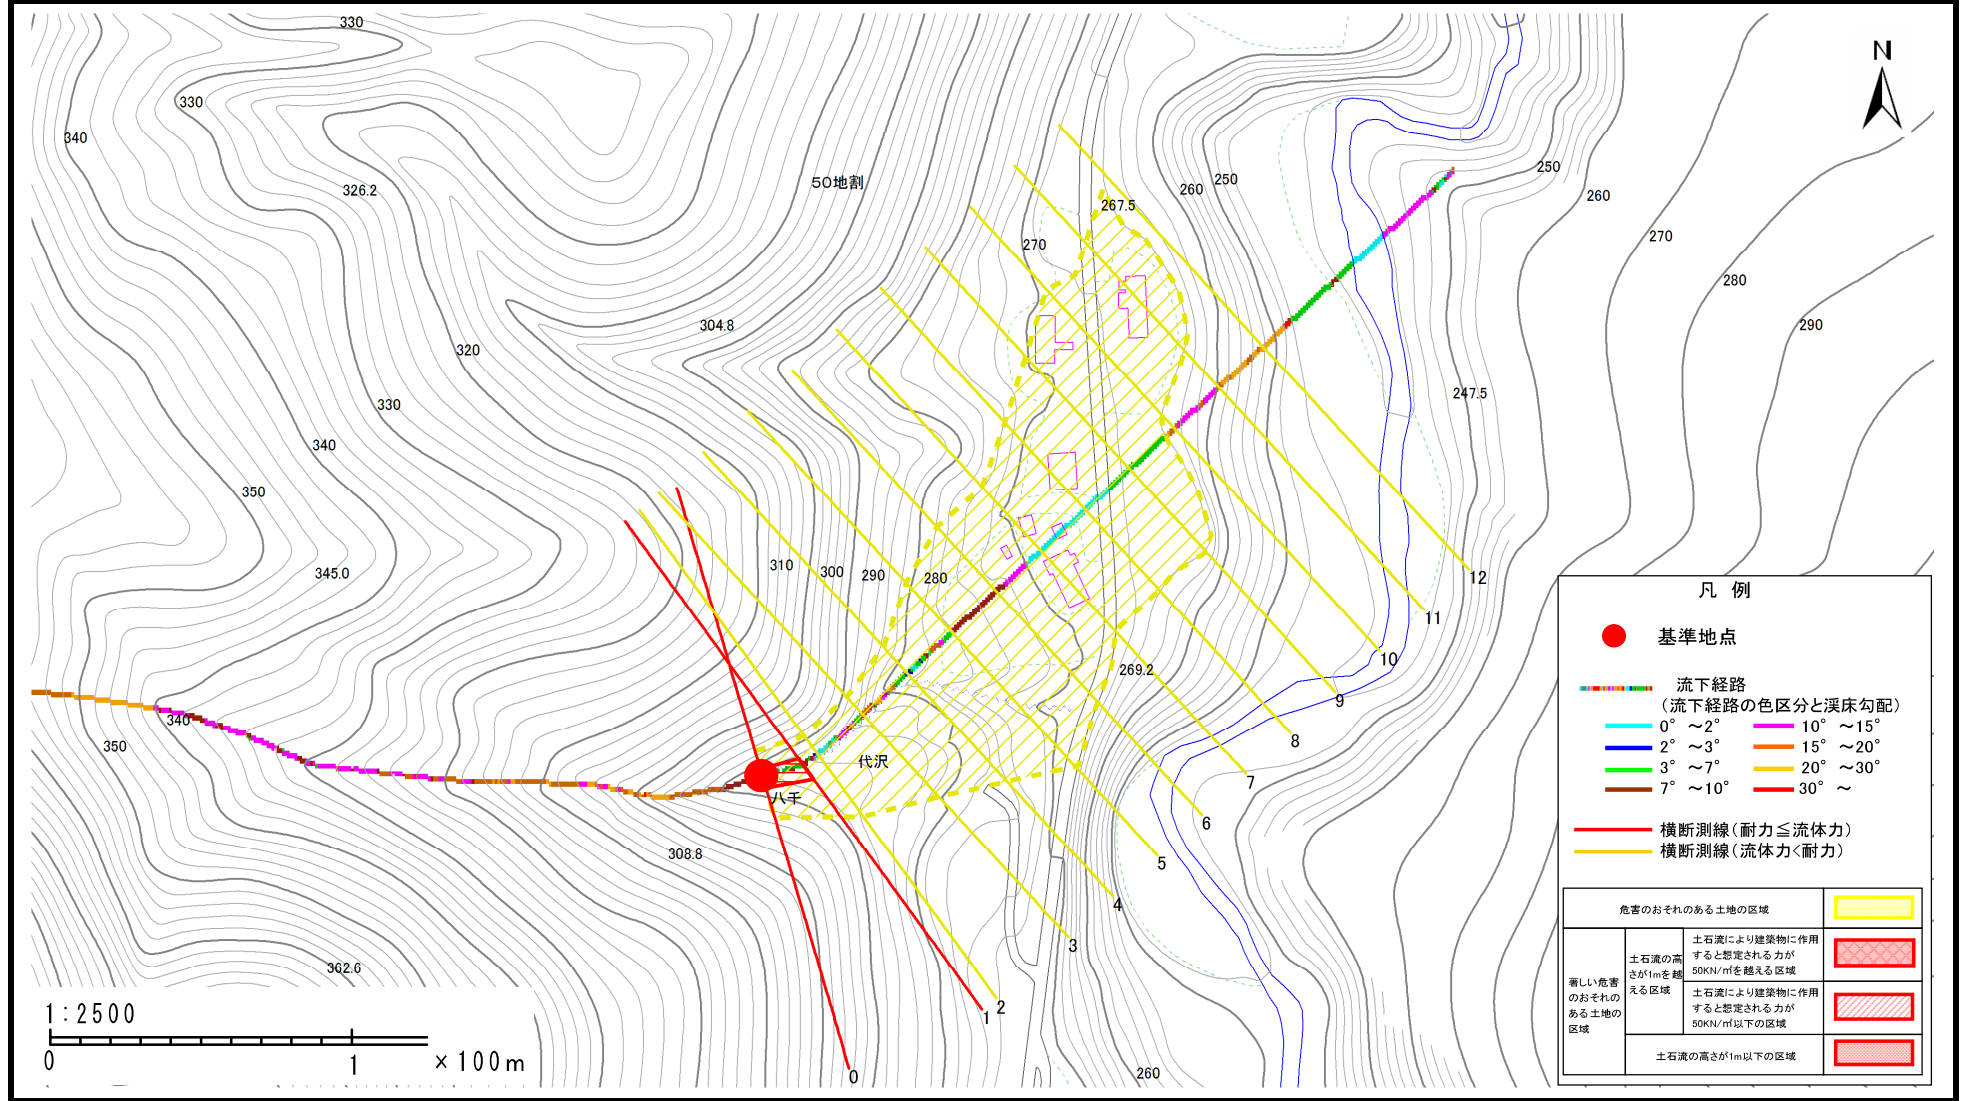 330
N
330
340
50地割
326.2
267.5
260
250
250
260
270
270
280
304.8
290
320
247.5
330
340
350
310
300
290
280
345.0
12
11
10
269.2
9
340
350
8
代沢
7
八千
6
308.8
5
4
3
362.6
2
1
0
260
1:2500
0
1
×100m
凡 例
基準地点
流下経路
(流下経路の色区分と渓床勾配)
0° ~2°
10° ~15°
2° ~3°
15° ~20°
3° ~7°
20° ~30°
7° ~10°
30° ~
横断測線(耐力≦流体力)
横断測線(流体力<耐力)
危害のおそれのある土地の区域
著しい危害
のおそれの
ある土地の
区域
土石流の高
さが1mを越
える区域
土石流により建築物に作用
すると想定される力が
50KN/㎡を越える区域
土石流により建築物に作用
すると想定される力が
50KN/㎡以下の区域
土石流の高さが1m以下の区域